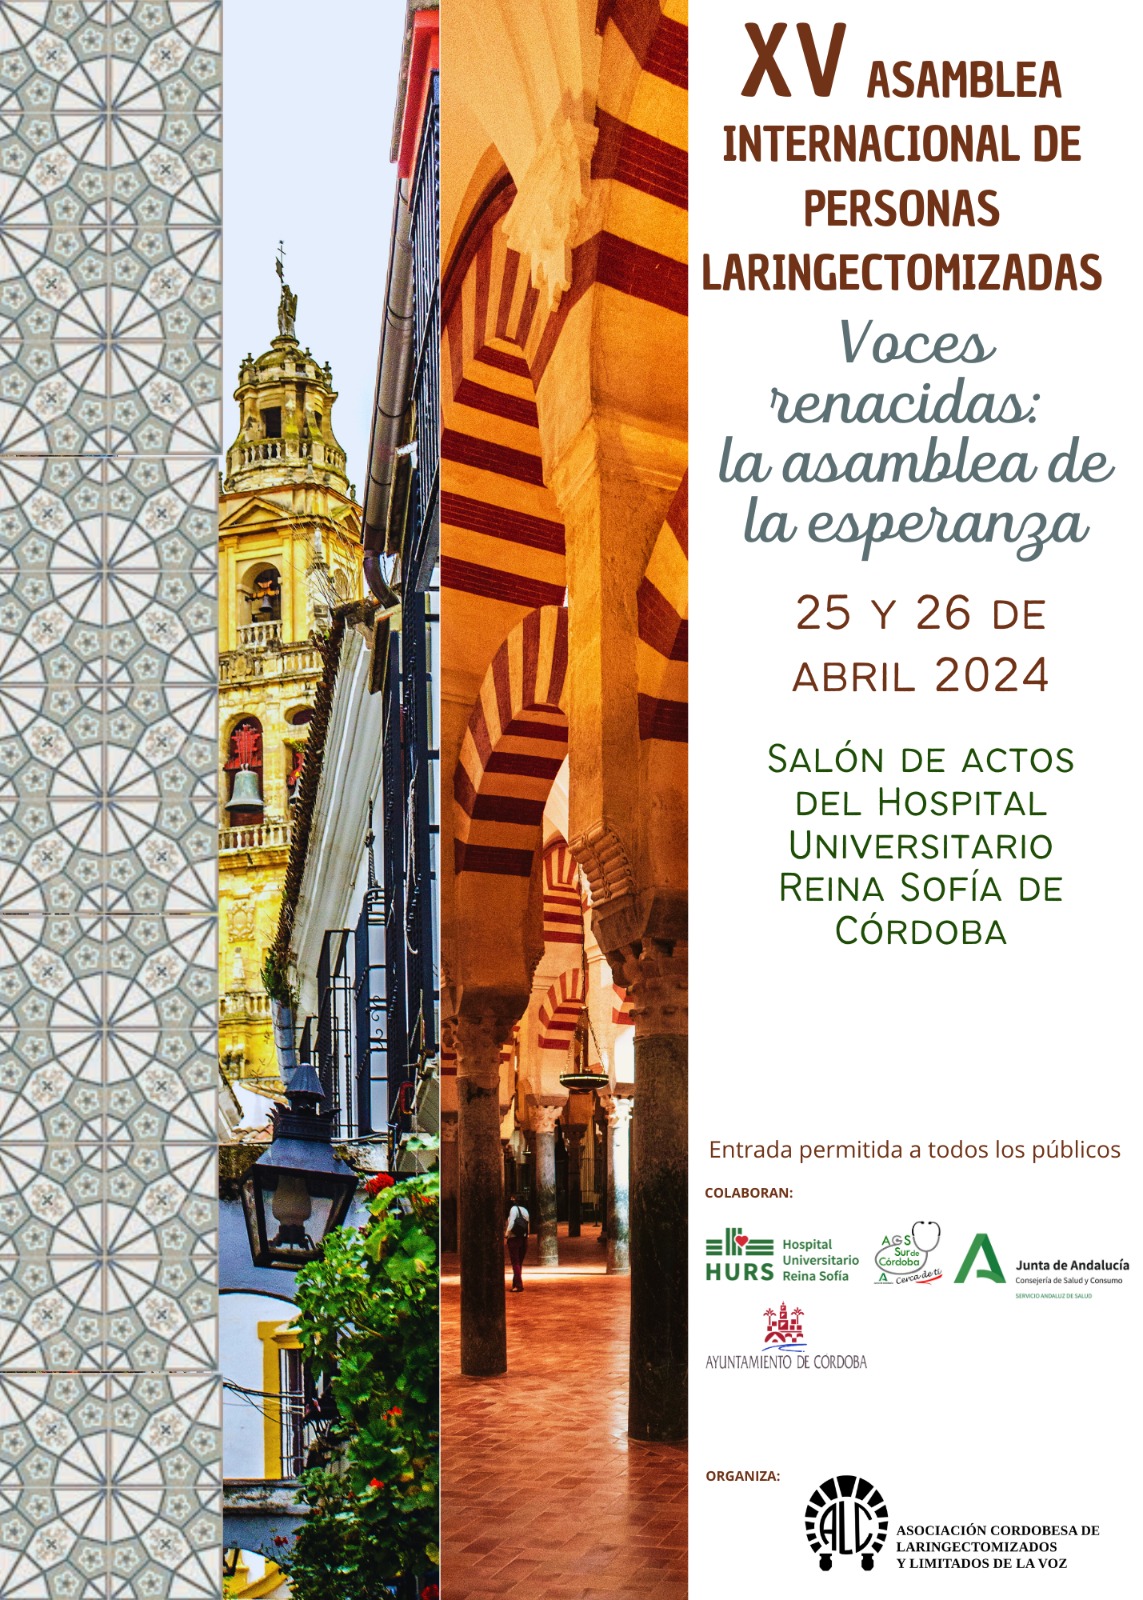 XV ASAMBLEA
INTERNACIONAL DE
PERSONAS
LARINGECTOMIZADAS
Voces
renacidas:
la asamblea de
la esperanza
25 Y 26 DE
ABRIL 2024
SALÓN DE ACTOS
DEL HOSPITAL
UNIVERSITARIO
REINA SOFÍA DE
CÓRDOBA
Entrada permitida a todos los públicos
COLABORAN:
HURS
Hospital
Universitario
Reina Sofía
AGS
Sur de
Córdoba
Cerca de ti
Junta de Andalucía
Consejería de Salud y Consumo
SERVICIO ANDALUZ DE SALUD
AYUNTAMIENTO DE CÓRDOBA
ORGANIZA:
ALC
ASOCIACIÓN CORDOBESA DE
LARINGECTOMIZADOS
Y LIMITADOS DE LA VOZ